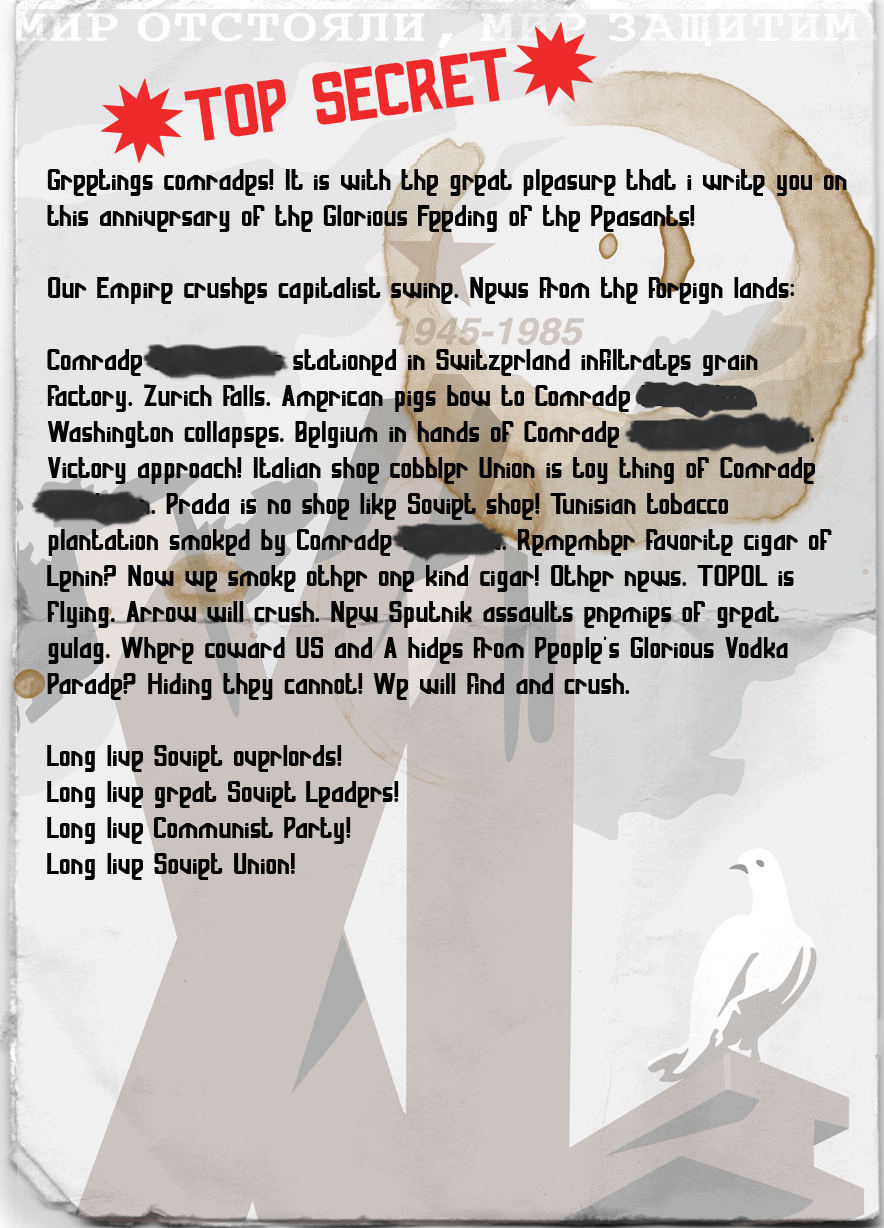 МИР ОТСТОЯЛИ, МИР ЗАЩИТИМ
TOP SECRET
Greetings comrades! It is with the great pleasure that i write you on
this anniversary of the Glorious Feeding of the Peasants!
Our Empire crushes capitalist swine. News from the foreign lands:
1945-1985
Comrade stationed in Switzerland infiltrates grain
factory. Zurich falls. American pigs bow to Comrade
Washington collapses. Belgium in hands of Comrade .
Victory approach! Italian shoe cobbler Union is toy thing of Comrade
. Prada is no shoe like Soviet shoe! Tunisian tobacco
plantation smoked by Comrade . Remember favorite cigar of
Lenin? Now we smoke other one kind cigar! Other news. TOPOL is
flying. Arrow will crush. New Sputnik assaults enemies of great
gulag. Where coward US and A hides from People's Glorious Vodka
Parade? Hiding they cannot! We will find and crush.
Long live Soviet overlords!
Long live great Soviet Leaders!
Long live Communist Party!
Long live Soviet Union!